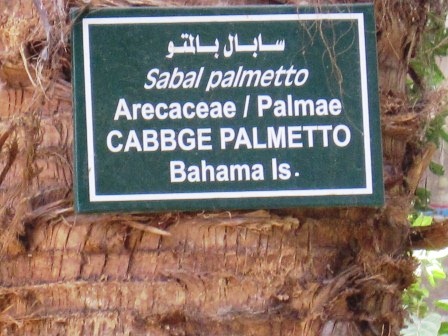 سابال بالمتو
Sabal palmetto
Arecaceae / Palmae
CABBGE PALMETTO
Bahama Is.